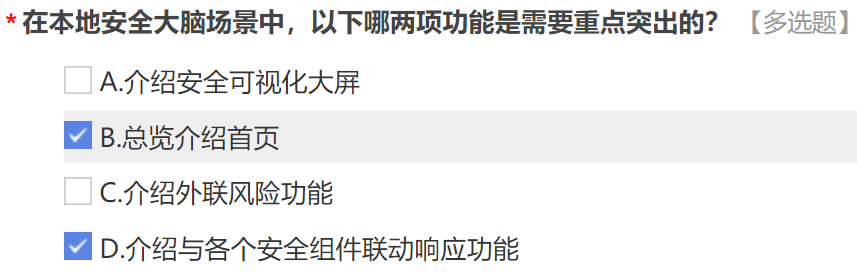 * 在本地安全大脑场景中，以下哪两项功能是需要重点突出的？ 【多选题】
A.介绍安全可视化大屏
B.总览介绍首页
C.介绍外联风险功能
D.介绍与各个安全组件联动响应功能